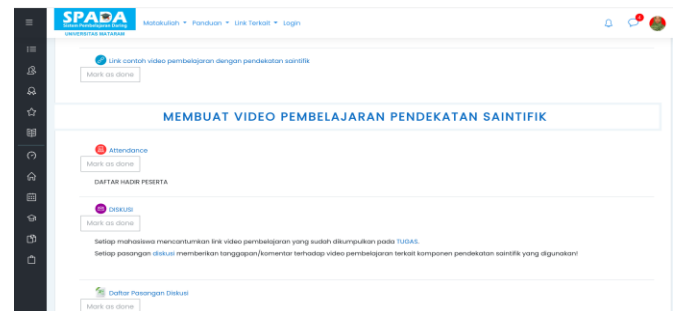 SPADA
Sistem Pembelajaran Daring
UNIVERSITAS MATARAM
Matakuliah Panduan Link Terkait Login
Link contoh video pembelajaran dengan pendekatan saintifik
Mark as done
MEMBUAT VIDEO PEMBELAJARAN PENDEKATAN SAINTIFIK
Attendance
Mark as done
DAFTAR HADIR PESERTA
DISKUSI
Mark as done
Setiap mahasiswa mencantumkan link video pembelajaran yang sudah dikumpulkan pada TUGAS.
Setiap pasangan diskusi memberikan tanggapan/komentar terhadap video pembelajaran terkait komponen pendekatan saintifik yang digunakan!
Daftar Pasangan Diskusi
Mark as done